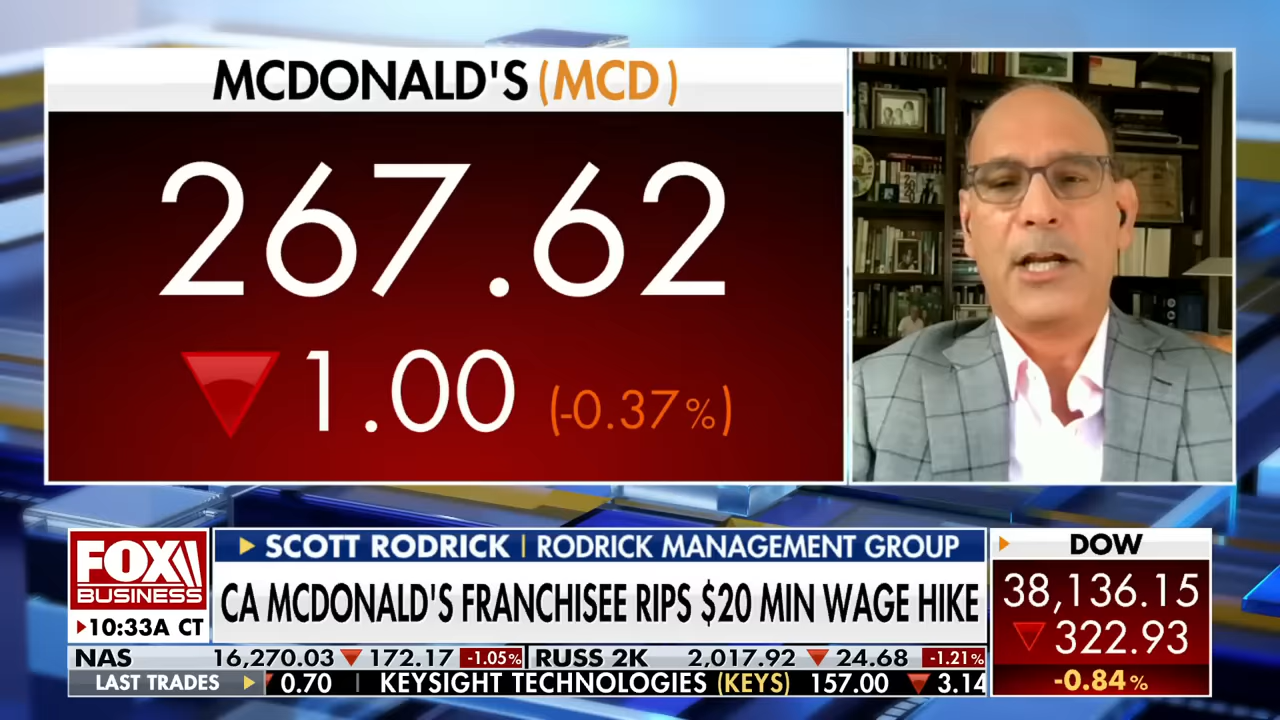 MCDONALD'S (MCD)
267.62
▼ 1.00 (-0.37%)
FOX BUSINESS
10:33A CT
SCOTT RODRICK | RODRICK MANAGEMENT GROUP
CA MCDONALD'S FRANCHISEE RIPS $20 MIN WAGE HIKE
DOW
38,136.15
▼ 322.93
-0.84%
NAS 16,270.03 ▼ 172.17 -1.05% RUSS 2K 2,017.92 ▼ 24.68 -1.21%
LAST TRADES 0.70 | KEYSIGHT TECHNOLOGIES (KEYS) 157.00 ▼ 3.14